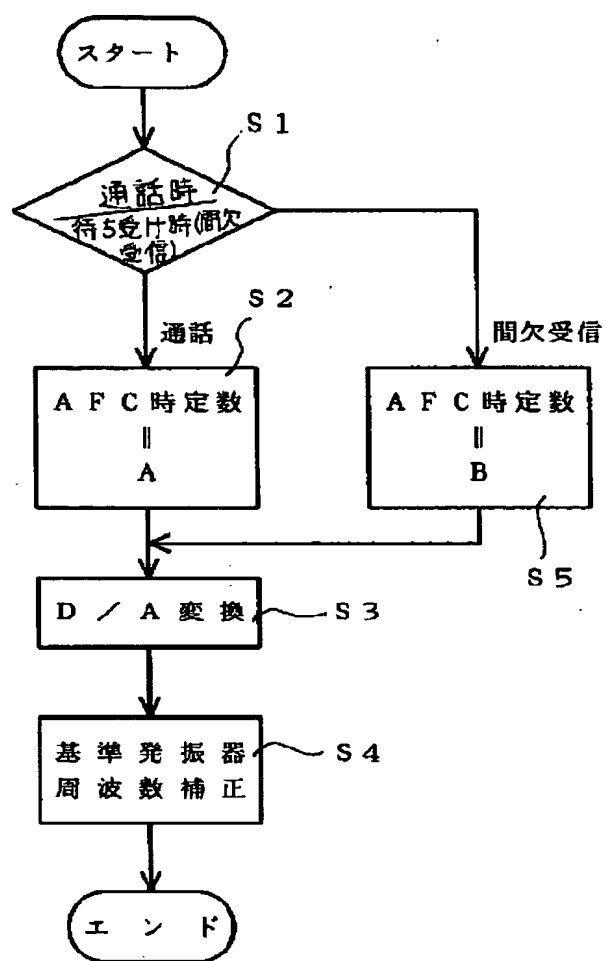 スタート
S1
通話時
待ち受け時(間欠
受信)
S2
通話
間欠受信
AFC時定数
‖
A
AFC時定数
‖
B
S5
D/A変換
S3
基準発振器
周波数補正
S4
エンド